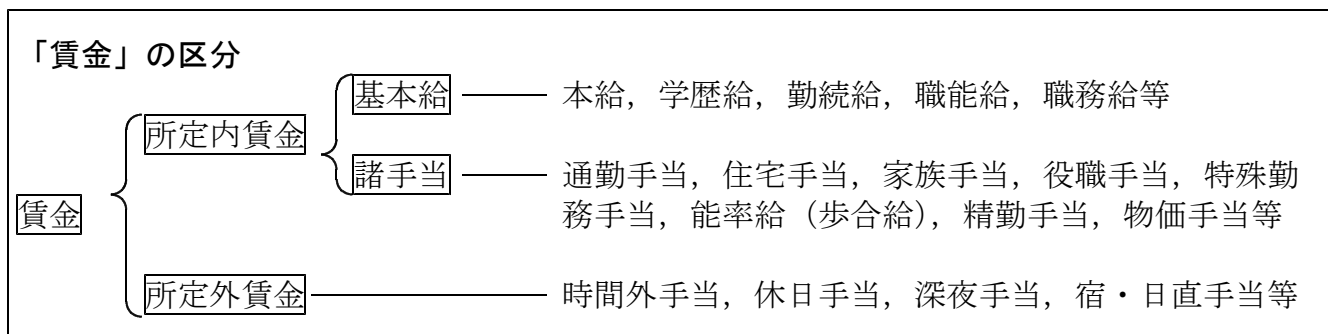 「賃金」の区分
基本給 本給，学歴給，勤続給，職能給，職務給等
所定内賃金
諸手当 通勤手当，住宅手当，家族手当，役職手当，特殊勤
務手当，能率給（歩合給），精勤手当，物価手当等
賃金
所定外賃金 時間外手当，休日手当，深夜手当，宿・日直手当等